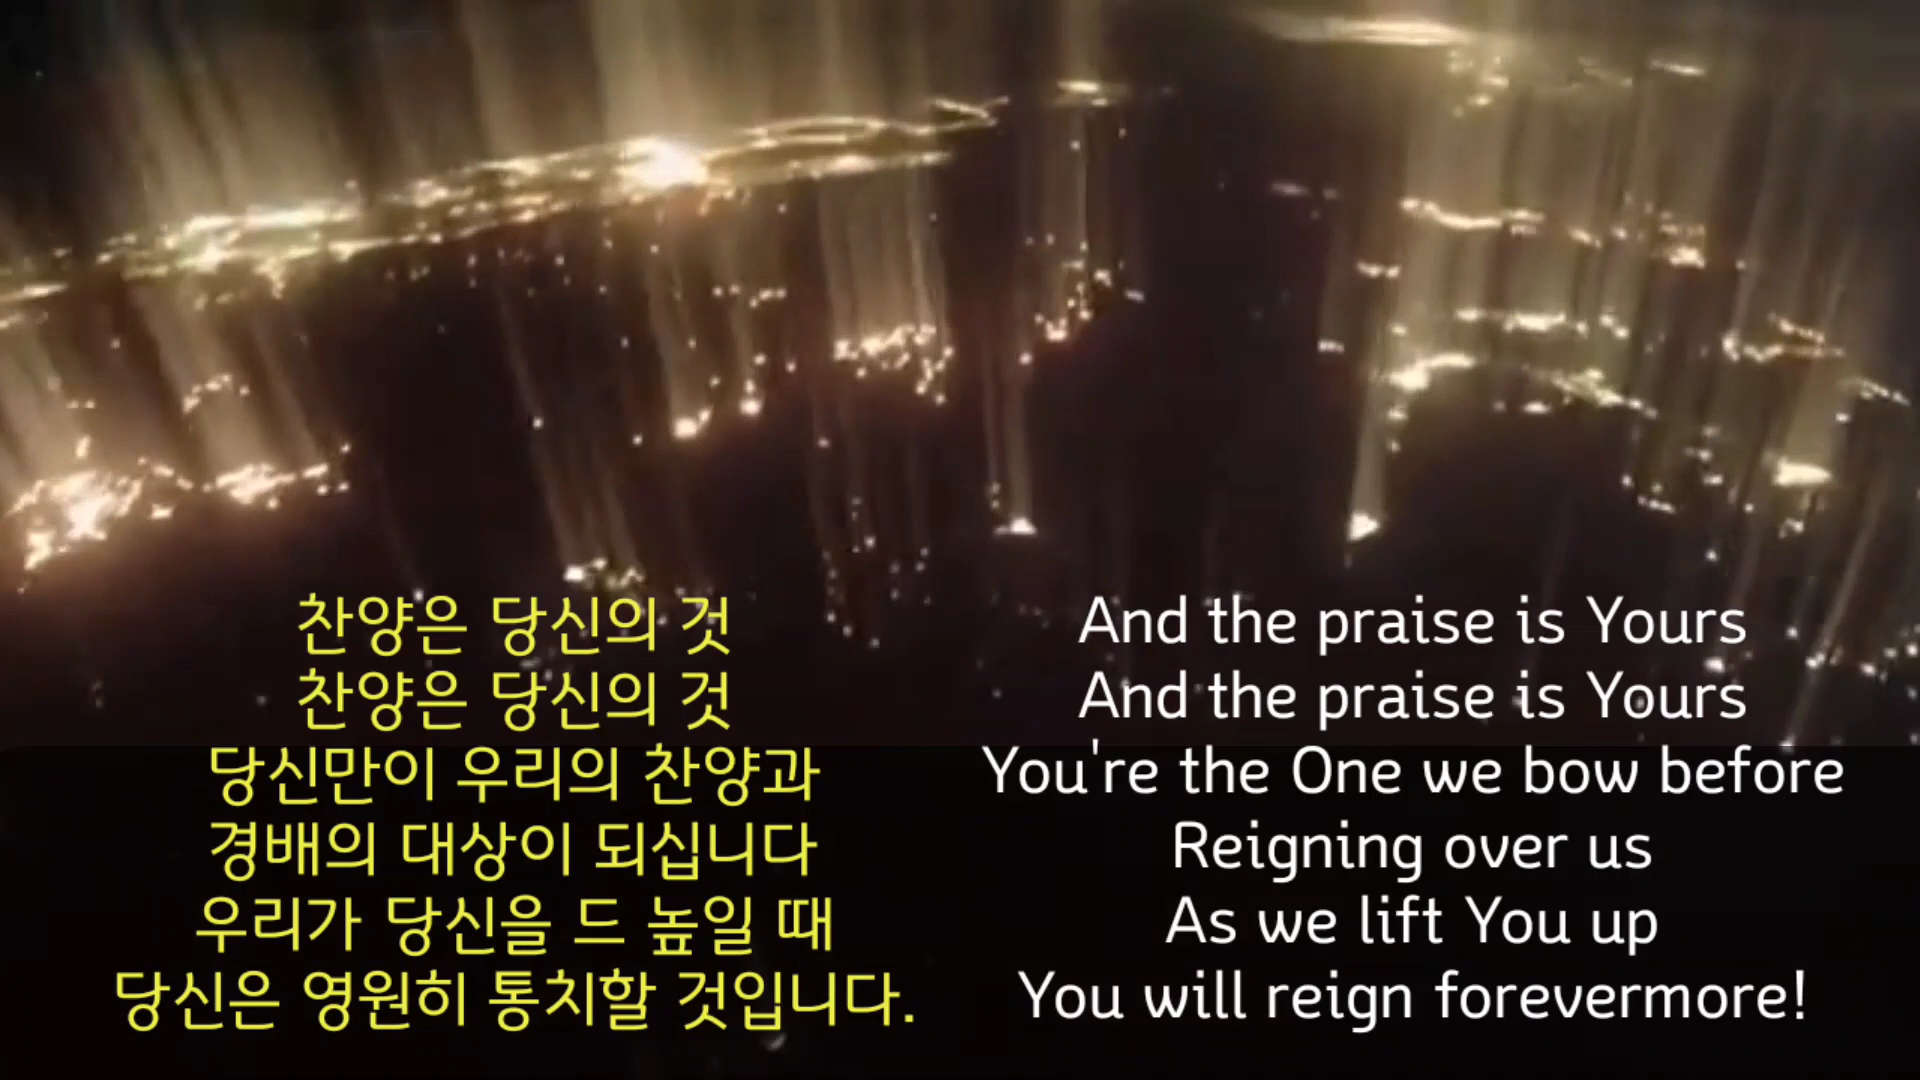 찬양은 당신의 것
찬양은 당신의 것
당신만이 우리의 찬양과
경배의 대상이 되십니다
우리가 당신을 드 높일 때
당신은 영원히 통치할 것입니다.
And the praise is Yours
And the praise is Yours
You're the One we bow before
Reigning over us
As we lift You up
You will reign forevermore!